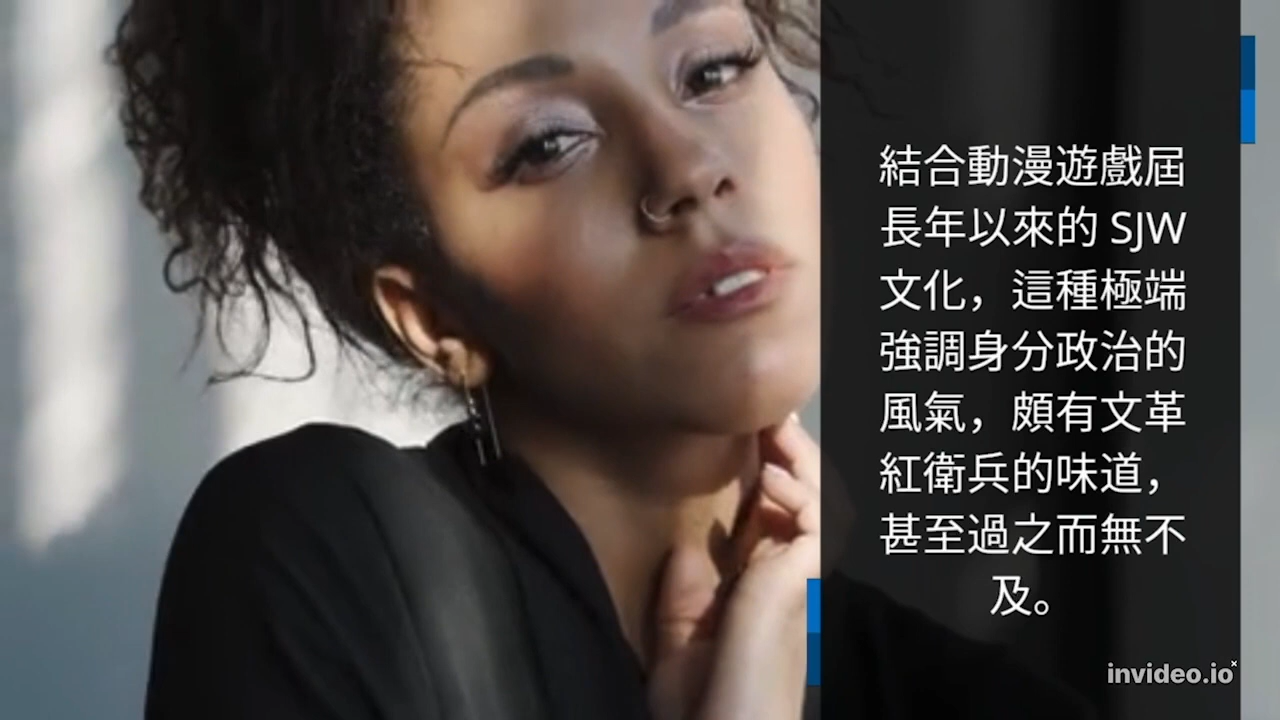 結合動漫遊戲屆
長年以來的 SJW
文化，這種極端
強調身分政治的
風氣，頗有文革
紅衛兵的味道，
甚至過之而無不
及。
invideo.io